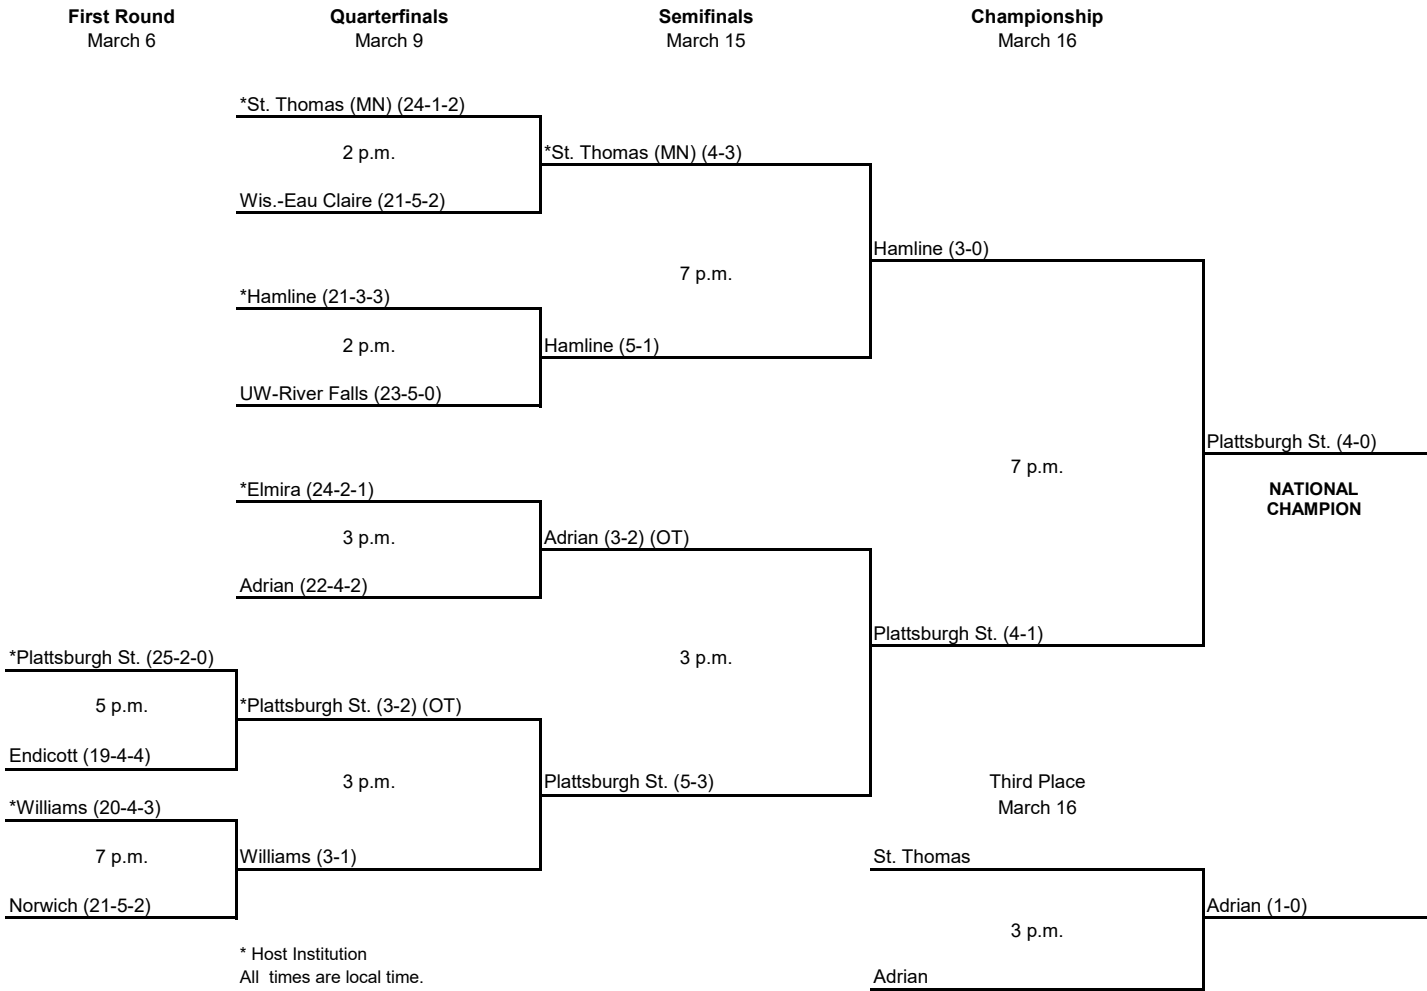 First Round
March 6
Quarterfinals
March 9
Semifinals
March 15
Championship
March 16
*St. Thomas (MN) (24-1-2)
2 p.m.
Wis.-Eau Claire (21-5-2)
*St. Thomas (MN) (4-3)
7 p.m.
Hamline (3-0)
*Hamline (21-3-3)
2 p.m.
UW-River Falls (23-5-0)
Hamline (5-1)
7 p.m.
Plattsburgh St. (4-0)
NATIONAL
CHAMPION
*Elmira (24-2-1)
3 p.m.
Adrian (22-4-2)
Adrian (3-2) (OT)
3 p.m.
Plattsburgh St. (4-1)
*Plattsburgh St. (25-2-0)
5 p.m.
Endicott (19-4-4)
*Plattsburgh St. (3-2) (OT)
3 p.m.
Plattsburgh St. (5-3)
*Williams (20-4-3)
7 p.m.
Norwich (21-5-2)
Williams (3-1)
Third Place
March 16
St. Thomas
3 p.m.
Adrian
Adrian (1-0)
* Host Institution
All times are local time.